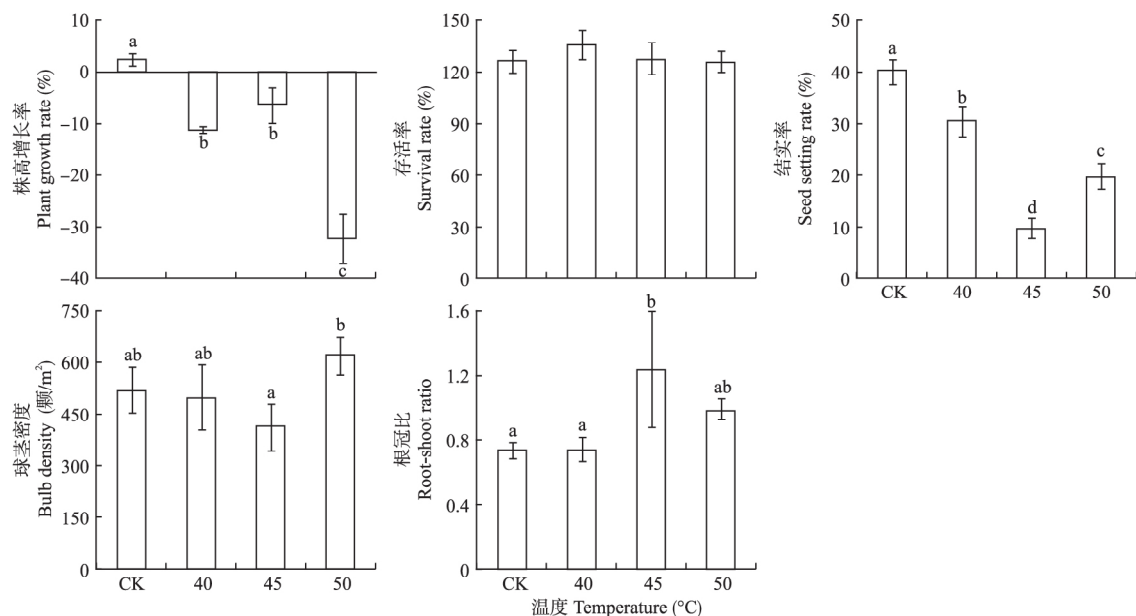 株高增长率
Plant growth rate (%)
10
0
−10
−20
−30
−40
a
b
b
c
存活率
Survival rate (%)
150
120
90
60
30
0
结实率
Seed setting rate (%)
50
40
30
20
10
0
a
b
d
c
CK 40 45 50
球茎密度
Bulb density (颗/m²)
750
600
450
300
150
0
ab
ab
a
b
CK 40 45 50
根冠比
Root-shoot ratio
1.6
1.2
0.8
0.4
0
a
a
b
ab
CK 40 45 50
温度 Temperature (°C)